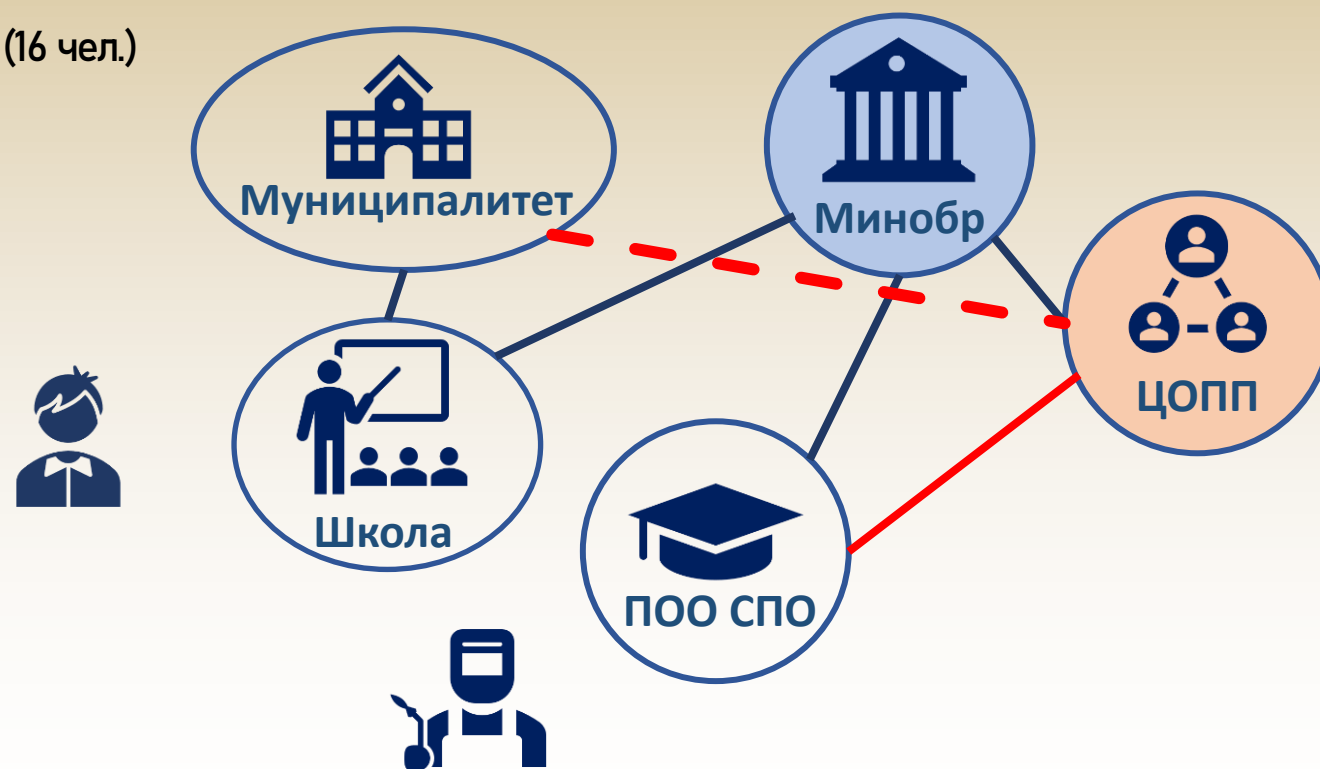 (16 чел.)
Муниципалитет
Минобр
ЦОПП
Школа
ПОО СПО